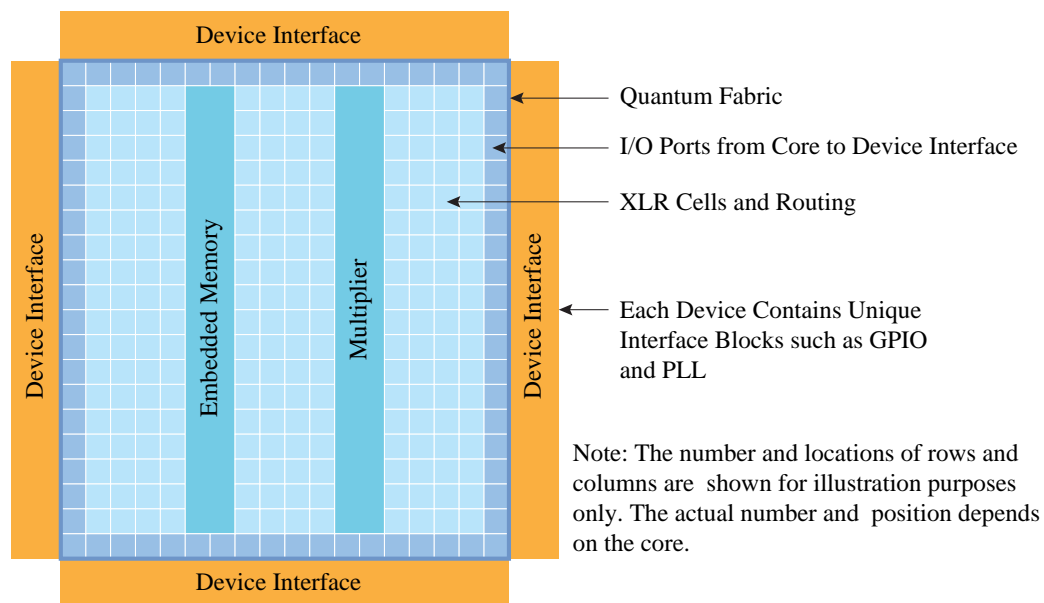 Device Interface
Quantum Fabric
I/O Ports from Core to Device Interface
XLR Cells and Routing
Device Interface
Embedded Memory
Multiplier
Device Interface
Each Device Contains Unique
Interface Blocks such as GPIO
and PLL
Note: The number and locations of rows and
columns are shown for illustration purposes
only. The actual number and position depends
on the core.
Device Interface